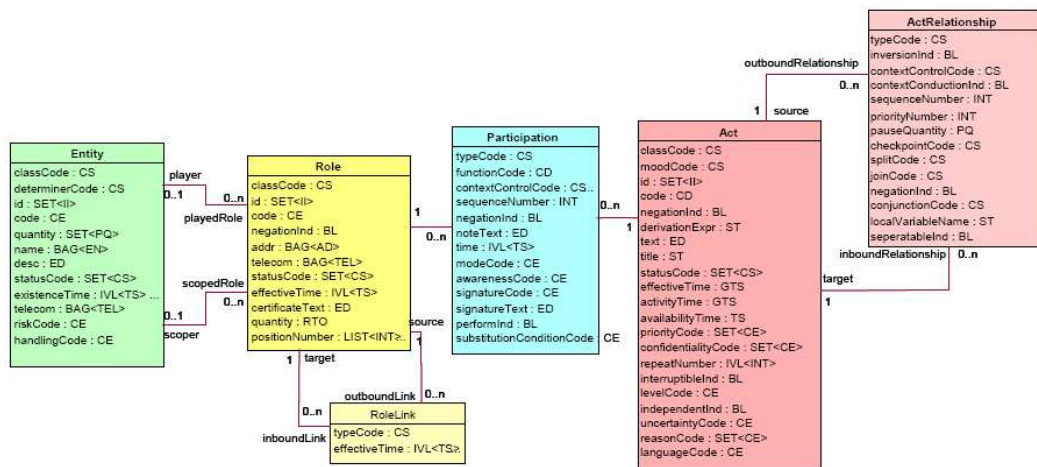 ActRelationship
typeCode : CS
inversionInd : BL
contextControlCode : CS
contextConductionInd : BL
sequenceNumber : INT
priorityNumber : INT
pauseQuantity : PQ
checkpointCode : CS
splitCode : CS
joinCode : CS
negationInd : BL
conjunctionCode : CS
localVariableName : ST
seperatableInd : BL
outboundRelationship
0..n
1
source
inboundRelationship
0..n
target
1
Act
classCode : CS
moodCode : CS
id : SET<II>
code : CD
negationInd : BL
derivationExpr : ST
text : ED
title : ST
statusCode : SET<CS>
effectiveTime : GTS
activityTime : GTS
availabilityTime : TS
priorityCode : SET<CE>
confidentialityCode : SET<CE>
repeatNumber : IVL<INT>
interruptibleInd : BL
levelCode : CE
independentInd : BL
uncertaintyCode : CE
reasonCode : SET<CE>
languageCode : CE
0..n
1
Participation
typeCode : CS
functionCode : CD
contextControlCode : CS...
sequenceNumber : INT
negationInd : BL
noteText : ED
time : IVL<TS>
modeCode : CE
awarenessCode : CE
signatureCode : CE
signatureText : ED
performInd : BL
substitutionConditionCode : CE
1
0..n
Entity
classCode : CS
determinerCode : CS
id : SET<II>
code : CE
quantity : SET<PQ>
name : BAG<EN>
desc : ED
statusCode : SET<CS>
existenceTime : IVL<TS> ...
telecom : BAG<TEL>
riskCode : CE
handlingCode : CE
player
0..1
0..n
playedRole
scopedRole
0..n
0..1
scoper
Role
classCode : CS
id : SET<II>
code : CE
negationInd : BL
addr : BAG<AD>
telecom : BAG<TEL>
statusCode : SET<CS>
effectiveTime : IVL<TS>
certificateText : ED
quantity : RTO
positionNumber : LIST<INT>..
source
1
1
target
outboundLink
0..n
0..n
inboundLink
RoleLink
typeCode : CS
effectiveTime : IVL<TS>.